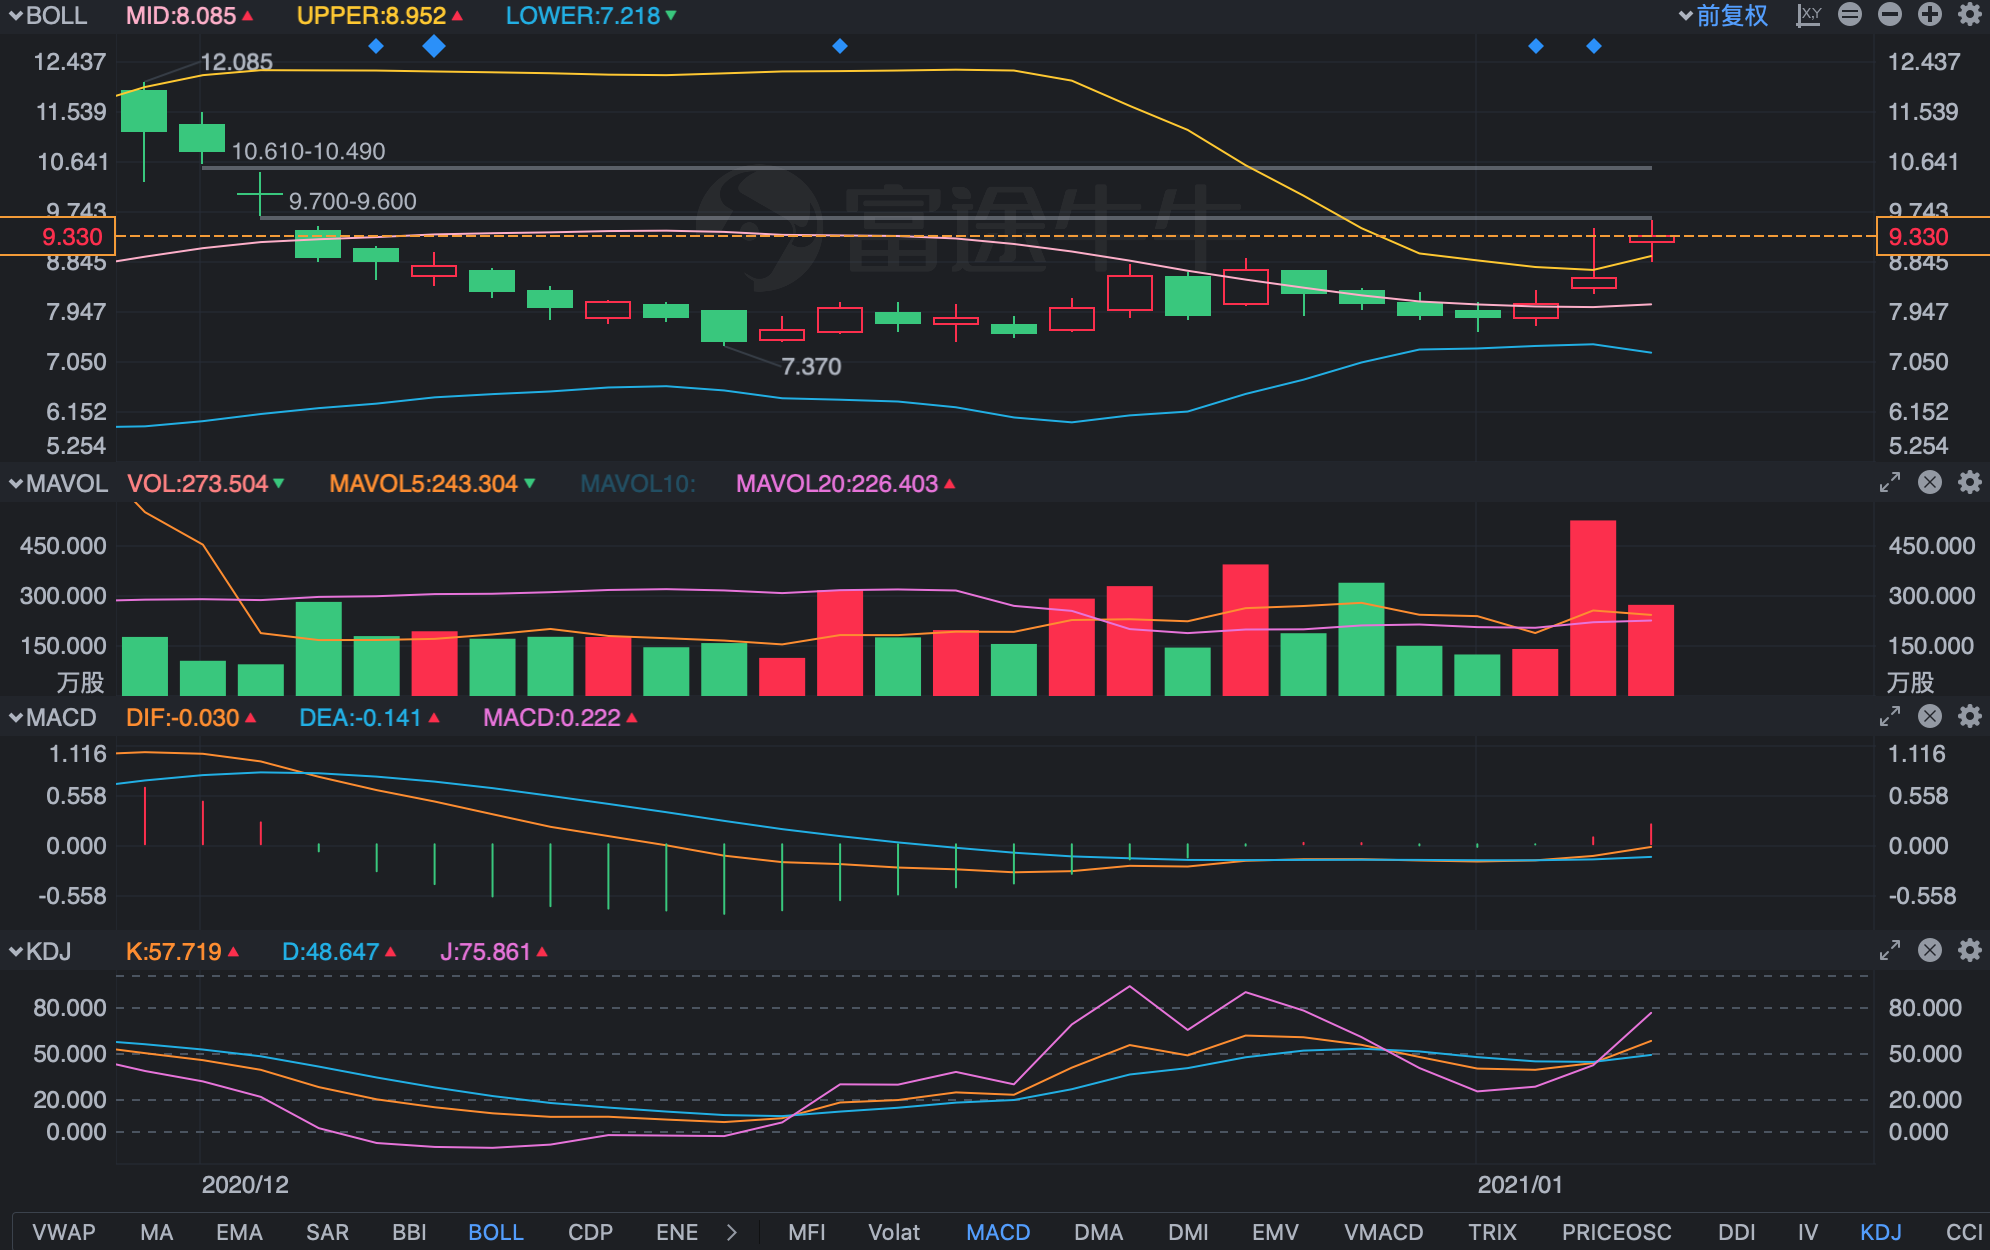 BOLL MID:8.085 UPPER:8.952 LOWER:7.218 前复权
12.437 12.085 12.437
11.539 11.539
10.641 10.610-10.490 10.641
9.743 9.700-9.600 9.743
富途牛牛
9.330 9.330
8.845 8.845
7.947 7.947
7.050 7.370 7.050
6.152 6.152
5.254 5.254
MAVOL VOL:273.504 MAVOL5:243.304 MAVOL10: MAVOL20:226.403
450.000 450.000
300.000 300.000
150.000 150.000
万股 万股
MACD DIF:-0.030 DEA:-0.141 MACD:0.222
1.116 1.116
0.558 0.558
0.000 0.000
-0.558 -0.558
KDJ K:57.719 D:48.647 J:75.861
80.000 80.000
50.000 50.000
20.000 20.000
0.000 0.000
2020/12 2021/01
VWAP MA EMA SAR BBI BOLL CDP ENE MFI Volat MACD DMA DMI EMV VMACD TRIX PRICEOSC DDI IV KDJ CCI